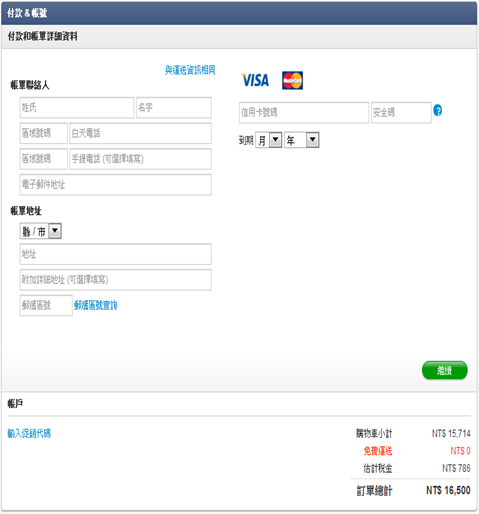 付款 & 帳號
付款和帳單詳細資料
與運送資訊相同
帳單聯絡人
姓氏 名字
區域號碼 白天電話
區域號碼 手提電話 (可選擇填寫)
電子郵件地址
帳單地址
縣 / 市
地址
附加詳細地址 (可選擇填寫)
郵遞區號 郵遞區號查詢
VISA MasterCard
信用卡號碼 安全碼 ?
到期 月 年
繼續
帳戶
輸入促銷代碼
購物車小計 NT$ 15,714
免費運送 NT$ 0
估計稅金 NT$ 786
訂單總計 NT$ 16,500